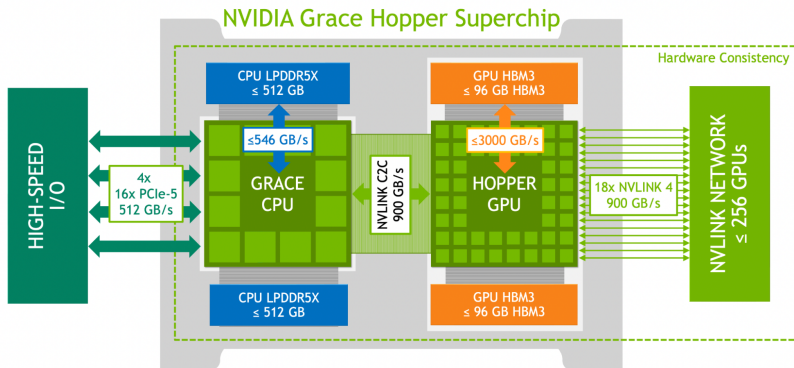 NVIDIA Grace Hopper Superchip
Hardware Consistency
HIGH-SPEED
I/O
4x
16x PCIe-5
512 GB/s
CPU LPDDR5X
≤ 512 GB
≤546 GB/s
GRACE
CPU
CPU LPDDR5X
≤ 512 GB
NVLINK C2C
900 GB/s
GPU HBM3
≤ 96 GB HBM3
≤3000 GB/s
HOPPER
GPU
GPU HBM3
≤ 96 GB HBM3
18x NVLINK 4
900 GB/s
NVLINK NETWORK
≤ 256 GPUs